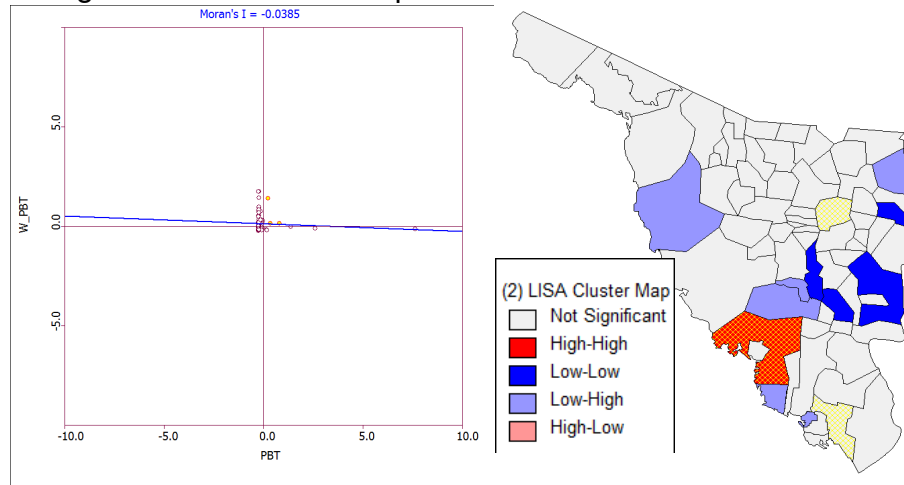 Moran's I = -0.0385
5.0
0.0
-5.0
W_PBT
-10.0 -5.0 0.0 5.0 10.0
PBT
(2) LISA Cluster Map
Not Significant
High-High
Low-Low
Low-High
High-Low